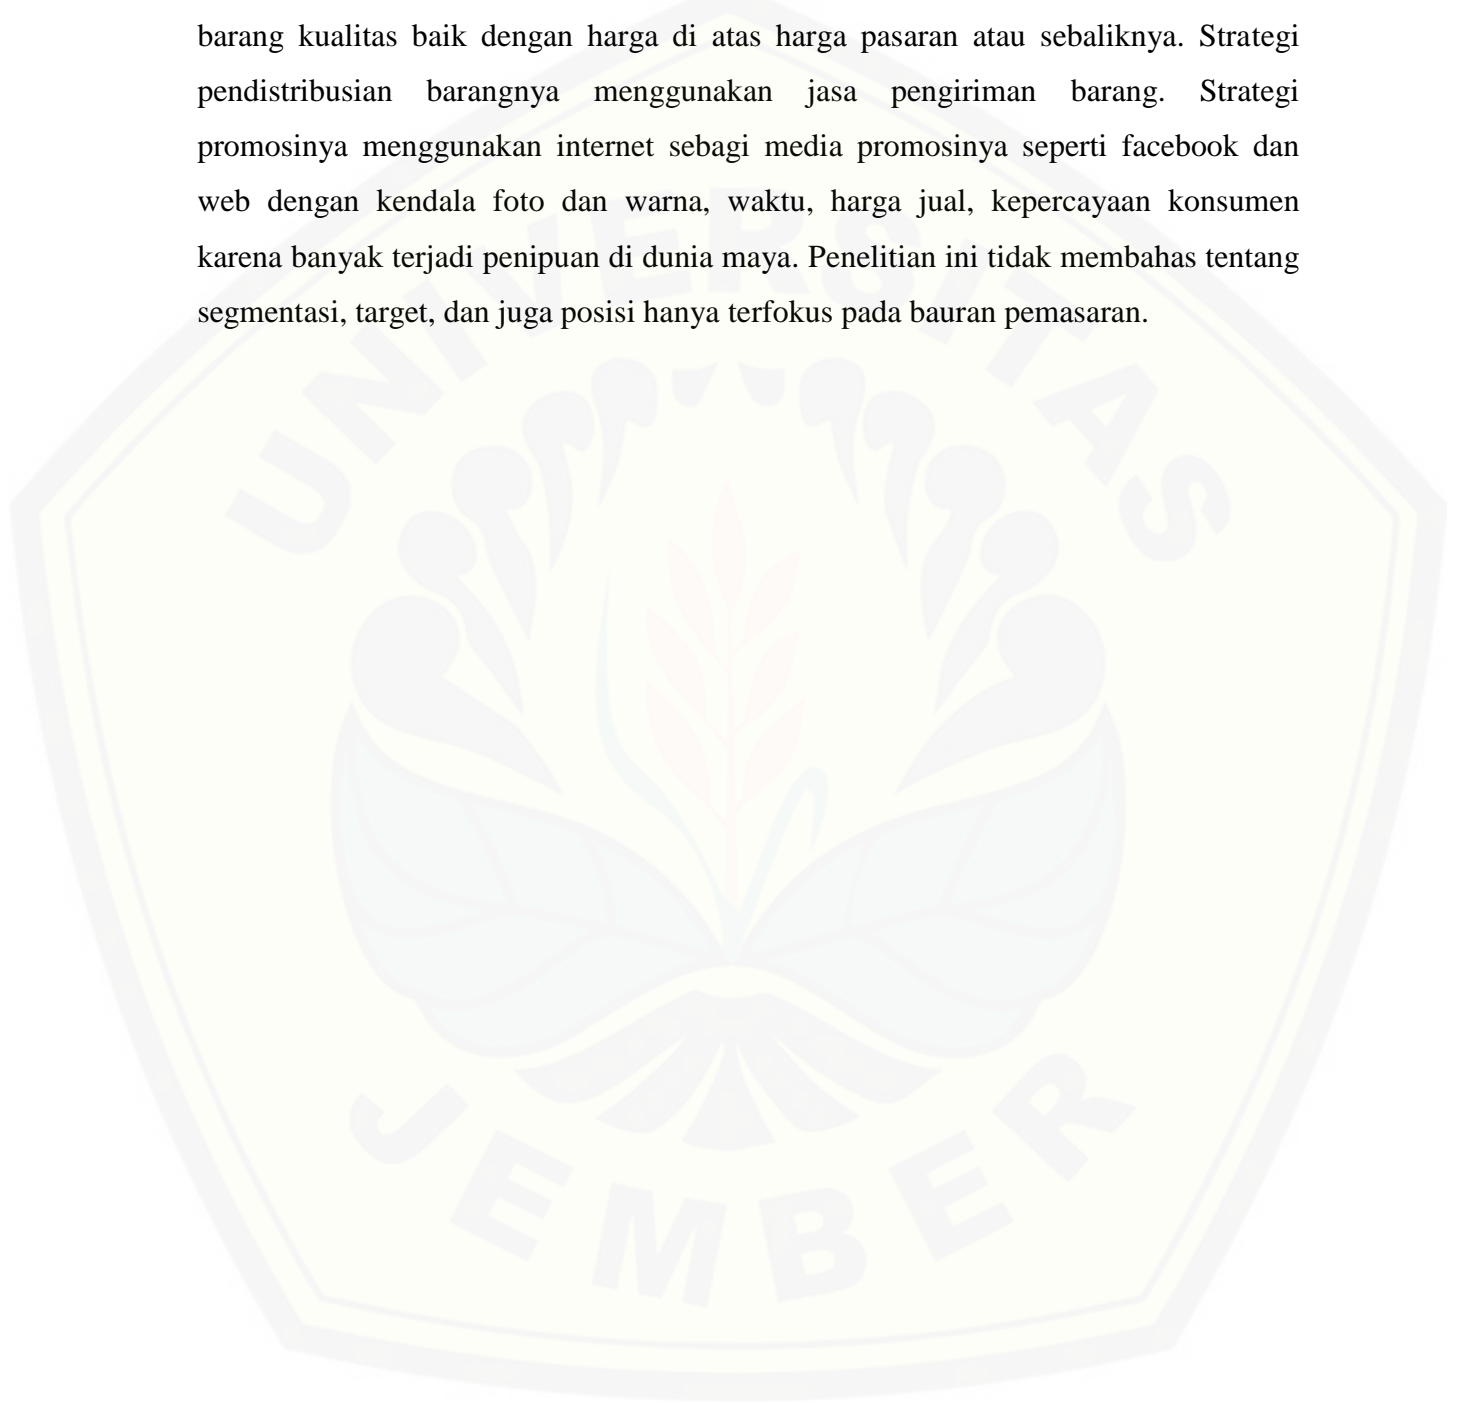 barang kualitas baik dengan harga di atas harga pasaran atau sebaliknya. Strategi
pendistribusian barangnya menggunakan jasa pengiriman barang. Strategi
promosinya menggunakan internet sebagi media promosinya seperti facebook dan
web dengan kendala foto dan warna, waktu, harga jual, kepercayaan konsumen
karena banyak terjadi penipuan di dunia maya. Penelitian ini tidak membahas tentang
segmentasi, target, dan juga posisi hanya terfokus pada bauran pemasaran.
UNIVERSITAS
JEMBER